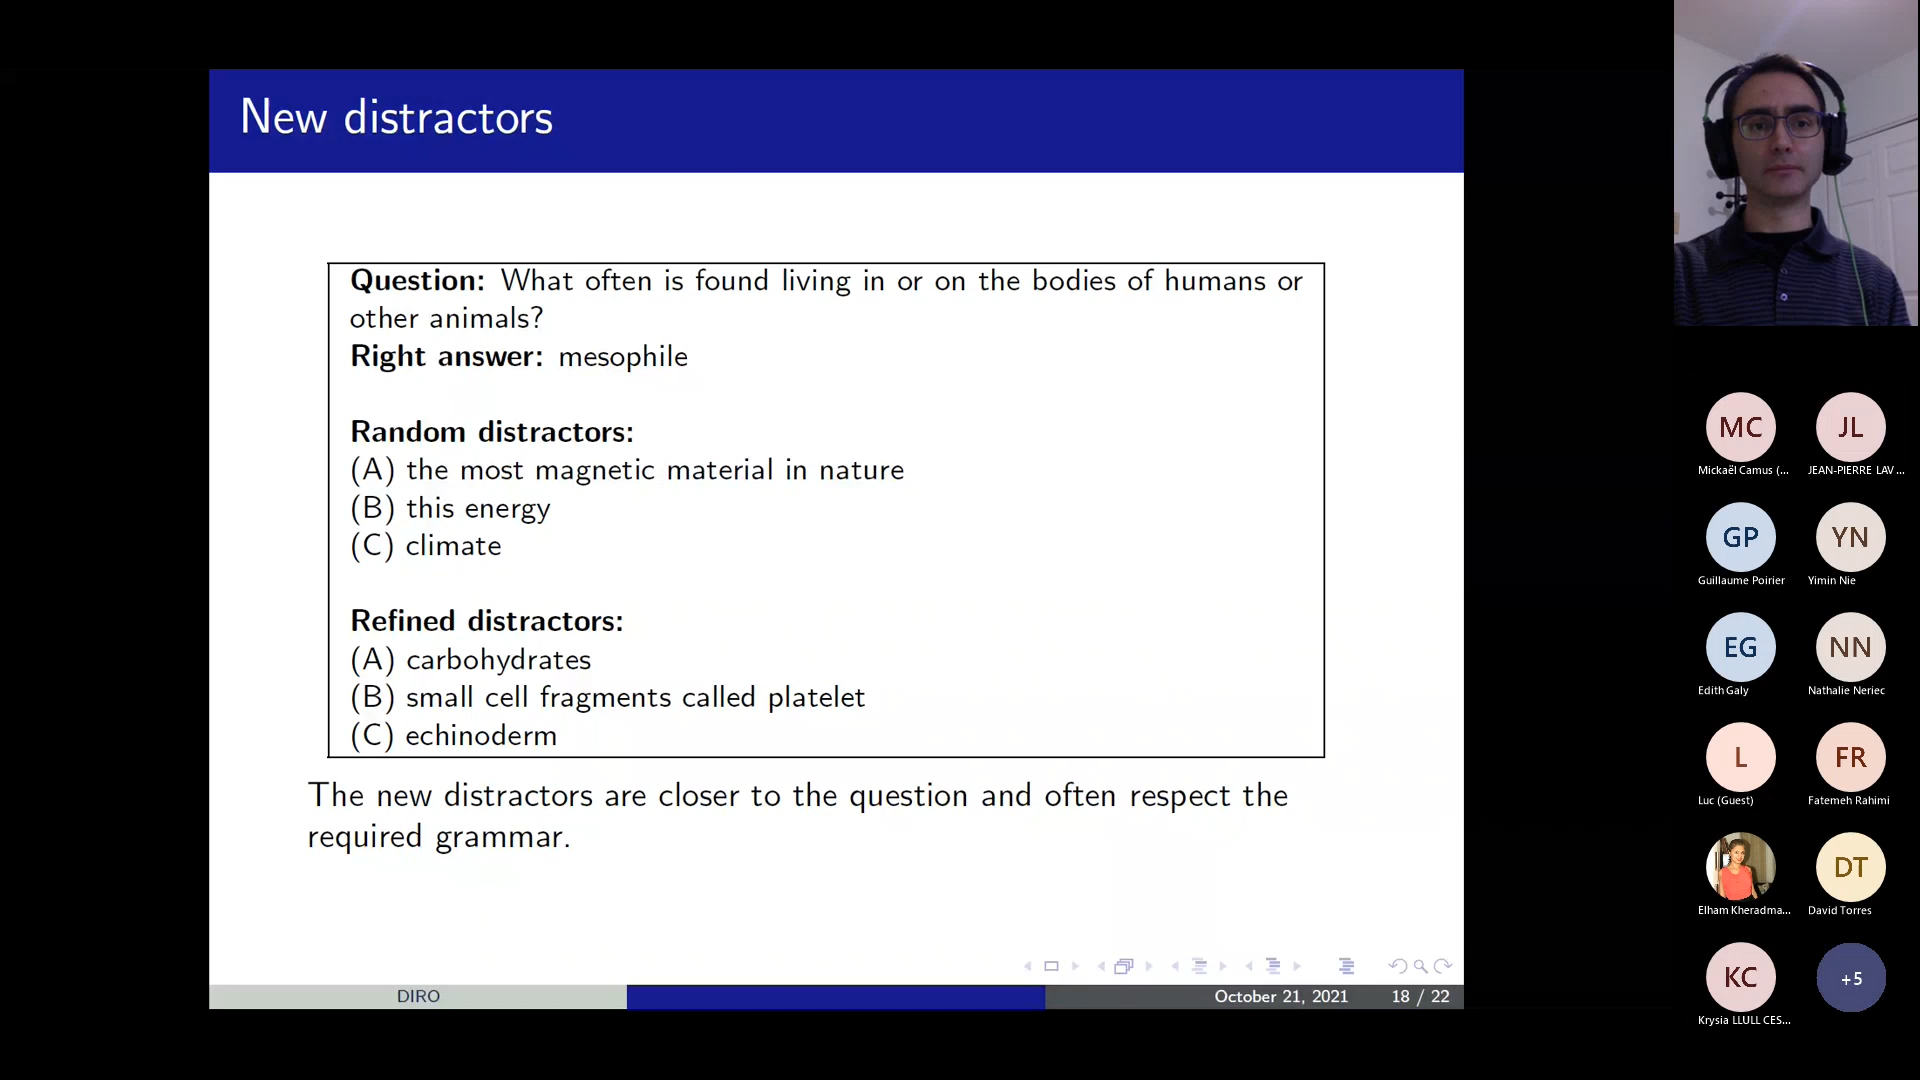 New distractors
Question: What often is found living in or on the bodies of humans or
other animals?
Right answer: mesophile
Random distractors:
(A) the most magnetic material in nature
(B) this energy
(C) climate
Refined distractors:
(A) carbohydrates
(B) small cell fragments called platelet
(C) echinoderm
The new distractors are closer to the question and often respect the
required grammar.
DIRO
October 21, 2021 18 / 22
MC
Mickaël Camus (...
JL
JEAN-PIERRE LAV ...
GP
Guillaume Poirier
YN
Yimin Nie
EG
Edith Galy
NN
Nathalie Neriec
L
Luc (Guest)
FR
Fatemeh Rahimi
Elham Kheradma...
DT
David Torres
KC
Krysia LLULL CES...
+5